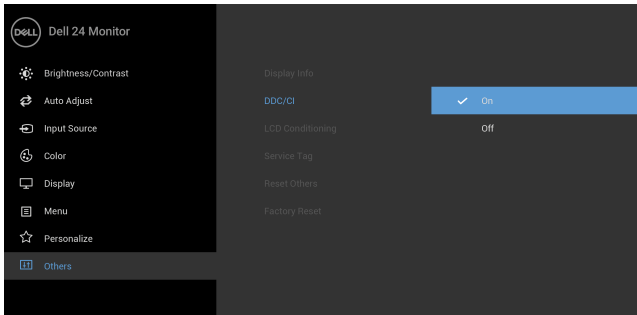 DELL Dell 24 Monitor
Brightness/Contrast
Auto Adjust
Input Source
Color
Display
Menu
Personalize
Others
Display Info
DDC/CI
LCD Conditioning
Service Tag
Reset Others
Factory Reset
On
Off